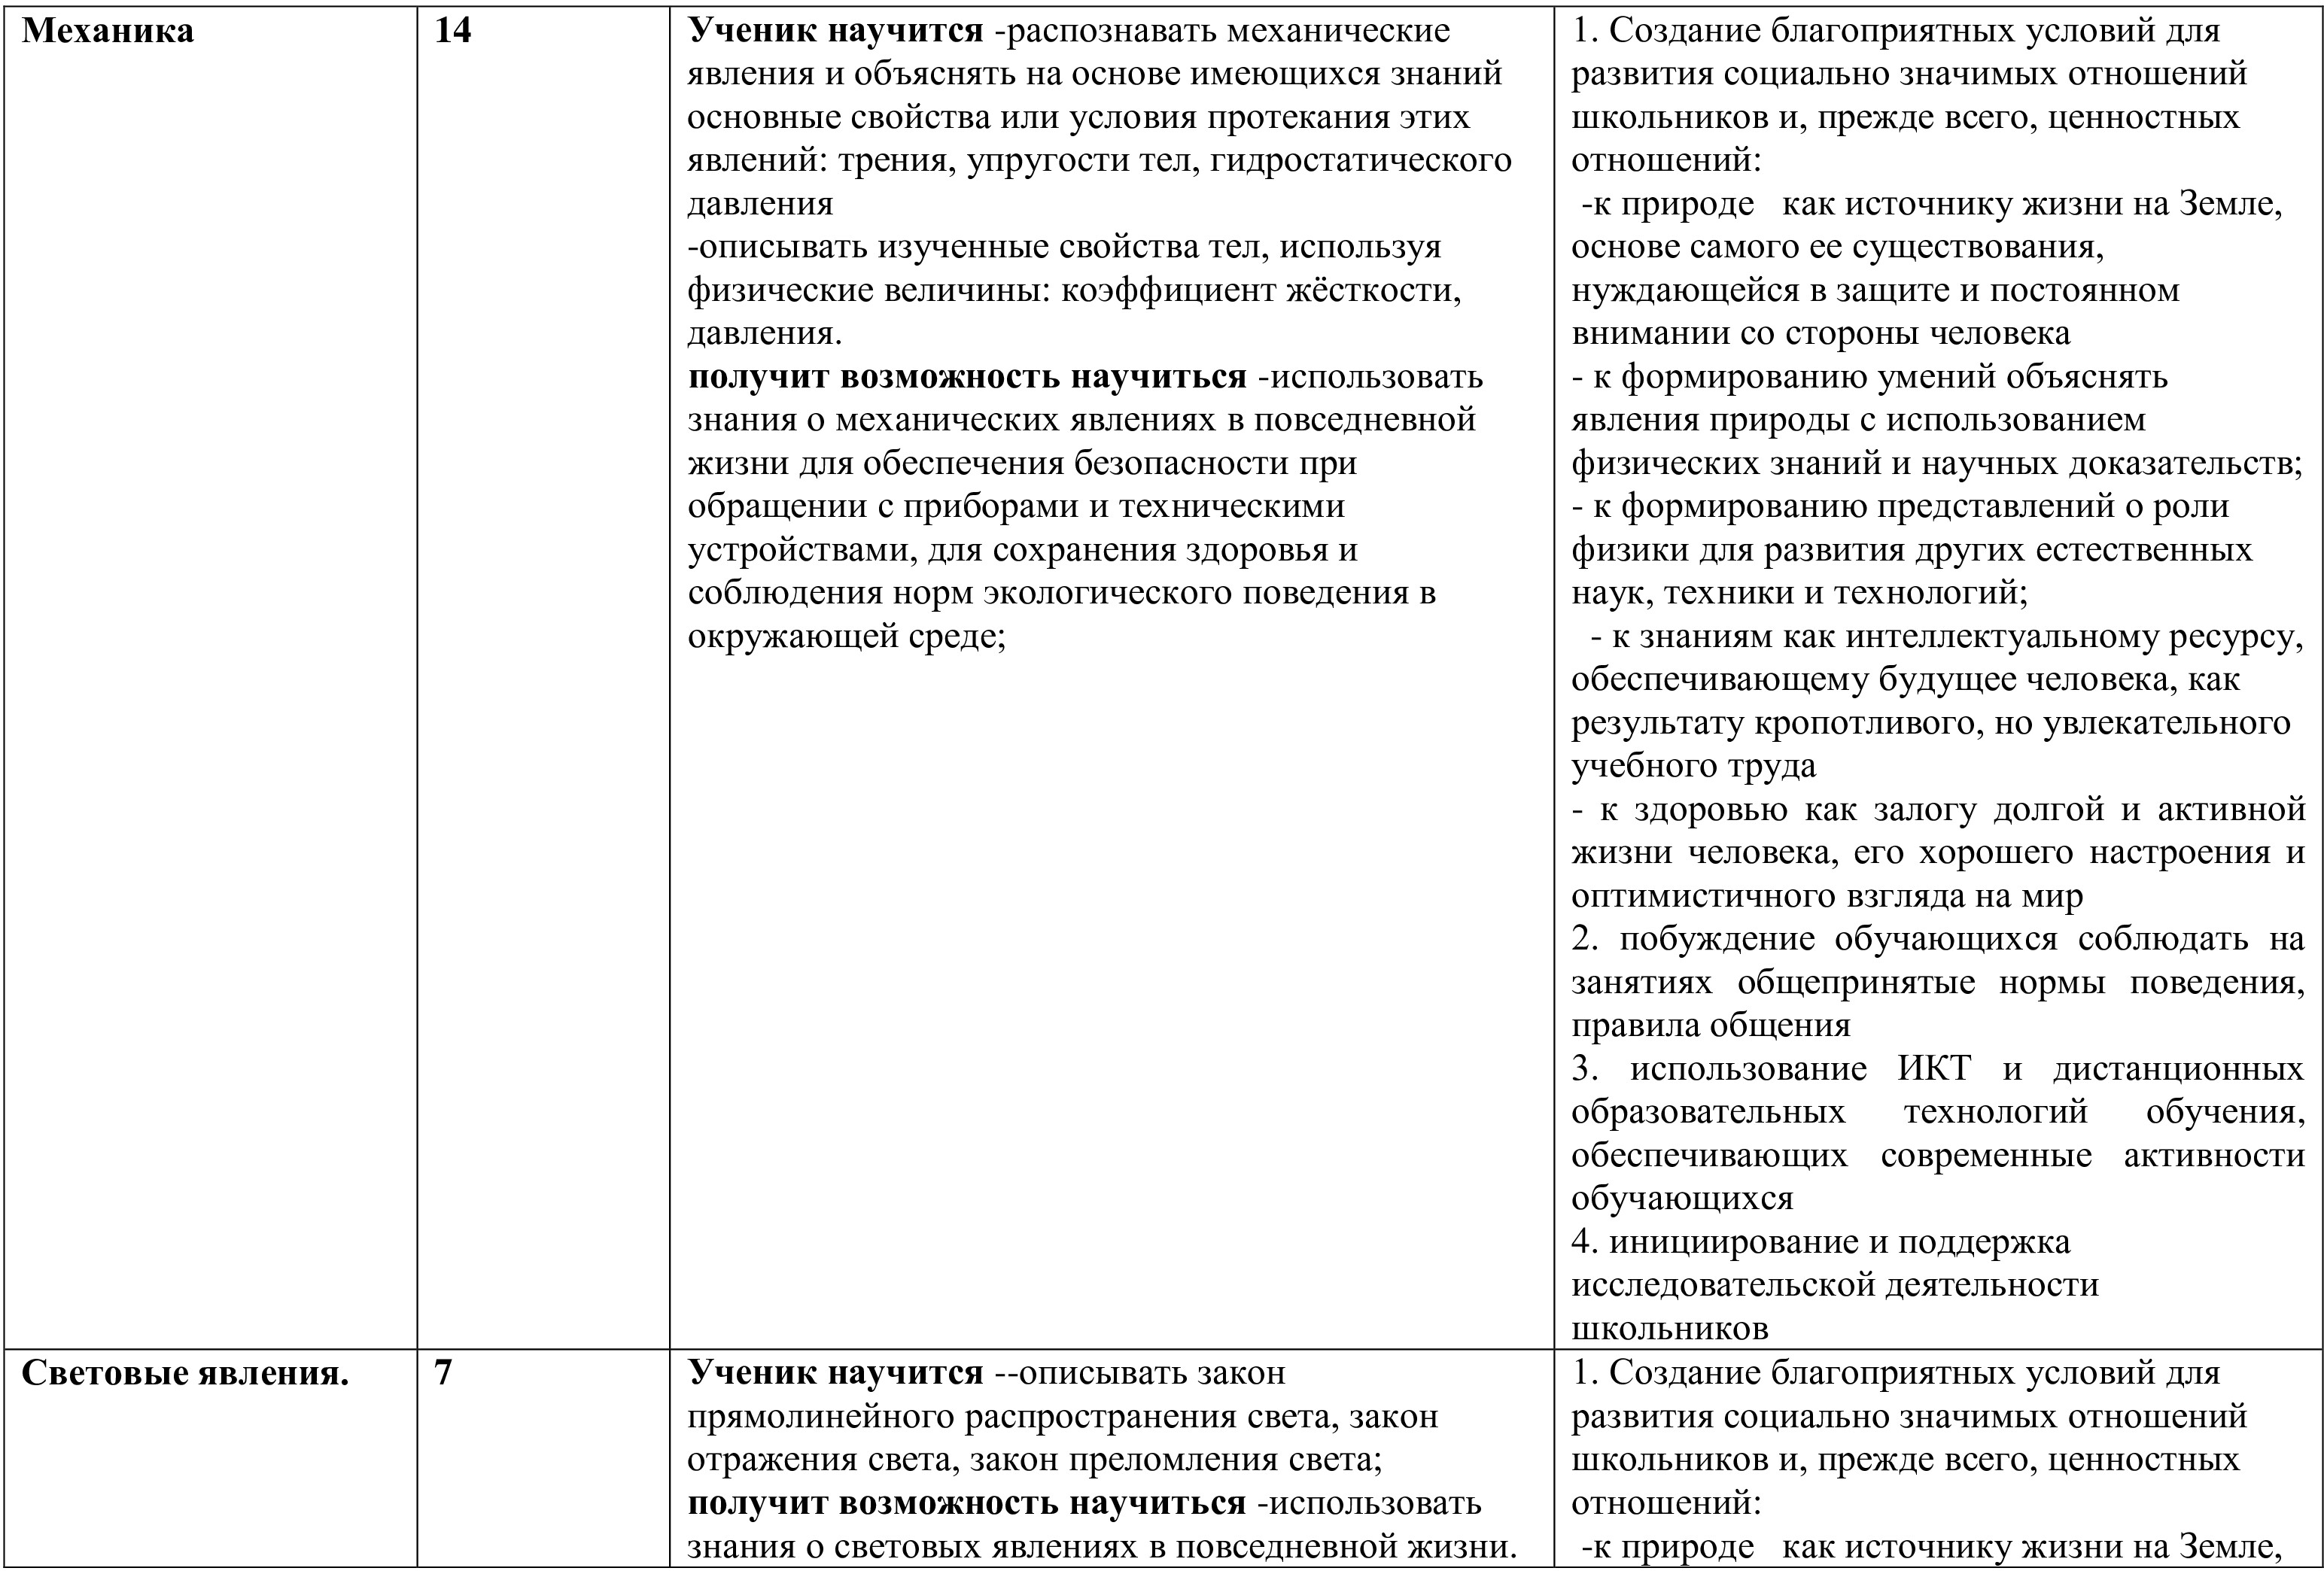 Механика
14
Ученик научится -распознавать механические
явления и объяснять на основе имеющихся знаний
основные свойства или условия протекания этих
явлений: трения, упругости тел, гидростатического
давления
-описывать изученные свойства тел, используя
физические величины: коэффициент жёсткости,
давления.
получит возможность научиться -использовать
знания о механических явлениях в повседневной
жизни для обеспечения безопасности при
обращении с приборами и техническими
устройствами, для сохранения здоровья и
соблюдения норм экологического поведения в
окружающей среде;
1. Создание благоприятных условий для
развития социально значимых отношений
школьников и, прежде всего, ценностных
отношений:
-к природе как источнику жизни на Земле,
основе самого ее существования,
нуждающейся в защите и постоянном
внимании со стороны человека
- к формированию умений объяснять
явления природы с использованием
физических знаний и научных доказательств;
- к формированию представлений о роли
физики для развития других естественных
наук, техники и технологий;
- к знаниям как интеллектуальному ресурсу,
обеспечивающему будущее человека, как
результату кропотливого, но увлекательного
учебного труда
- к здоровью как залогу долгой и активной
жизни человека, его хорошего настроения и
оптимистичного взгляда на мир
2. побуждение обучающихся соблюдать на
занятиях общепринятые нормы поведения,
правила общения
3. использование ИКТ и дистанционных
образовательных технологий обучения,
обеспечивающих современные активности
обучающихся
4. инициирование и поддержка
исследовательской деятельности
школьников
Световые явления.
7
Ученик научится --описывать закон
прямолинейного распространения света, закон
отражения света, закон преломления света;
получит возможность научиться -использовать
знания о световых явлениях в повседневной жизни.
1. Создание благоприятных условий для
развития социально значимых отношений
школьников и, прежде всего, ценностных
отношений:
-к природе как источнику жизни на Земле,